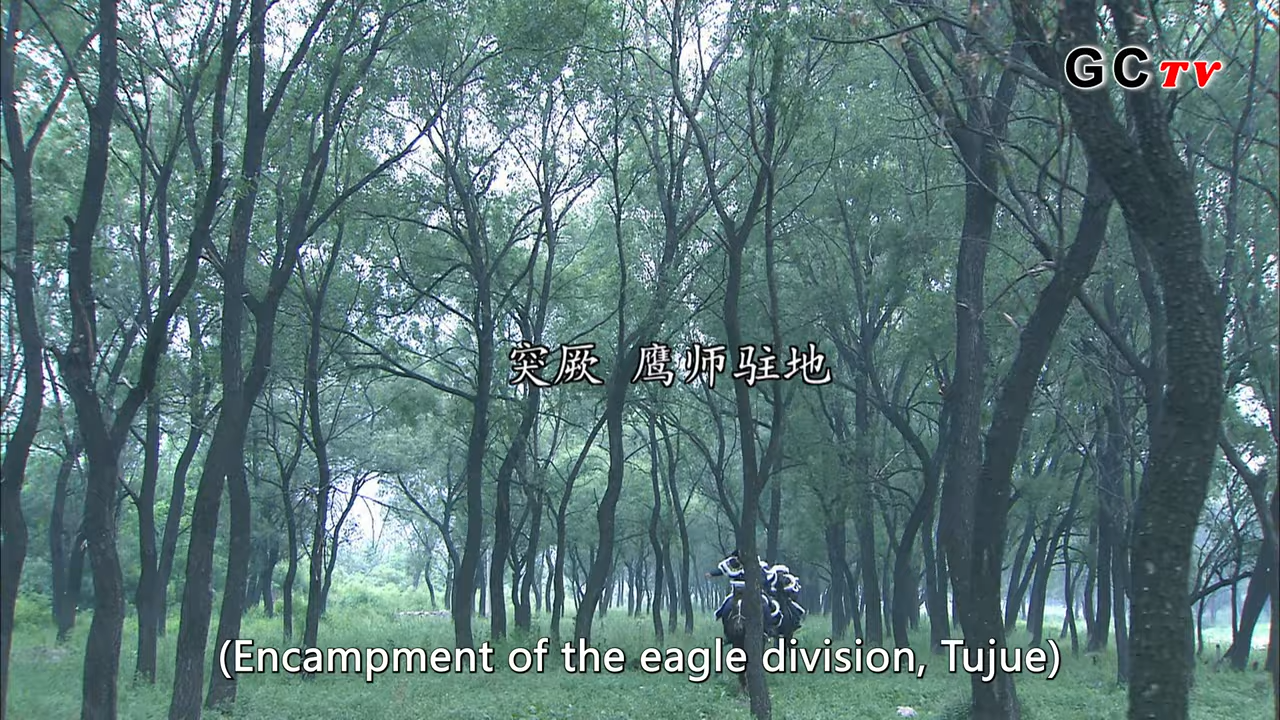 GCTV
突厥 鹰师驻地
(Encampment of the eagle division, Tujue)